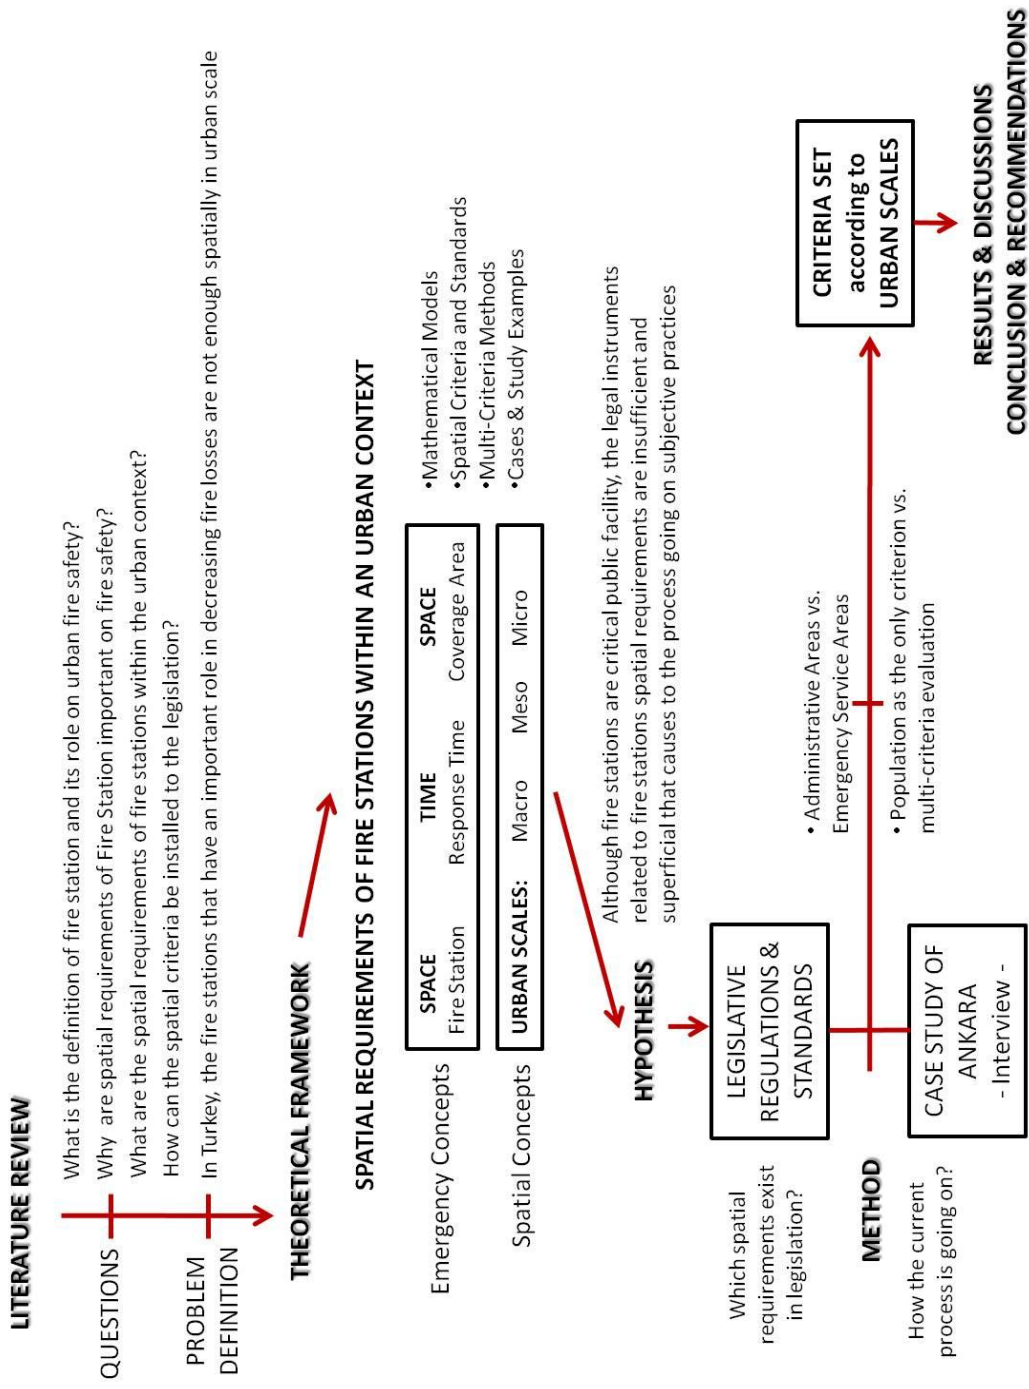 LITERATURE REVIEW
QUESTIONS
What is the definition of fire station and its role on urban fire safety?
Why are spatial requirements of Fire Station important on fire safety?
What are the spatial requirements of fire stations within the urban context?
How can the spatial criteria be installed to the legislation?
PROBLEM
DEFINITION
In Turkey, the fire stations that have an important role in decreasing fire losses are not enough spatially in urban scale
THEORETICAL FRAMEWORK
SPATIAL REQUIREMENTS OF FIRE STATIONS WITHIN AN URBAN CONTEXT
Emergency Concepts
SPACE TIME SPACE
Fire Station Response Time Coverage Area
Spatial Concepts
URBAN SCALES: Macro Meso Micro
•Mathematical Models
•Spatial Criteria and Standards
•Multi-Criteria Methods
•Cases & Study Examples
HYPOTHESIS
Although fire stations are critical public facility, the legal instruments
related to fire stations spatial requirements are insufficient and
superficial that causes to the process going on subjective practices
Which spatial
requirements exist
in legislation?
LEGISLATIVE
REGULATIONS &
STANDARDS
METHOD
How the current
process is going on?
CASE STUDY OF
ANKARA
- Interview -
• Administrative Areas vs.
Emergency Service Areas
• Population as the only criterion vs.
multi-criteria evaluation
CRITERIA SET
according to
URBAN SCALES
RESULTS & DISCUSSIONS
CONCLUSION & RECOMMENDATIONS